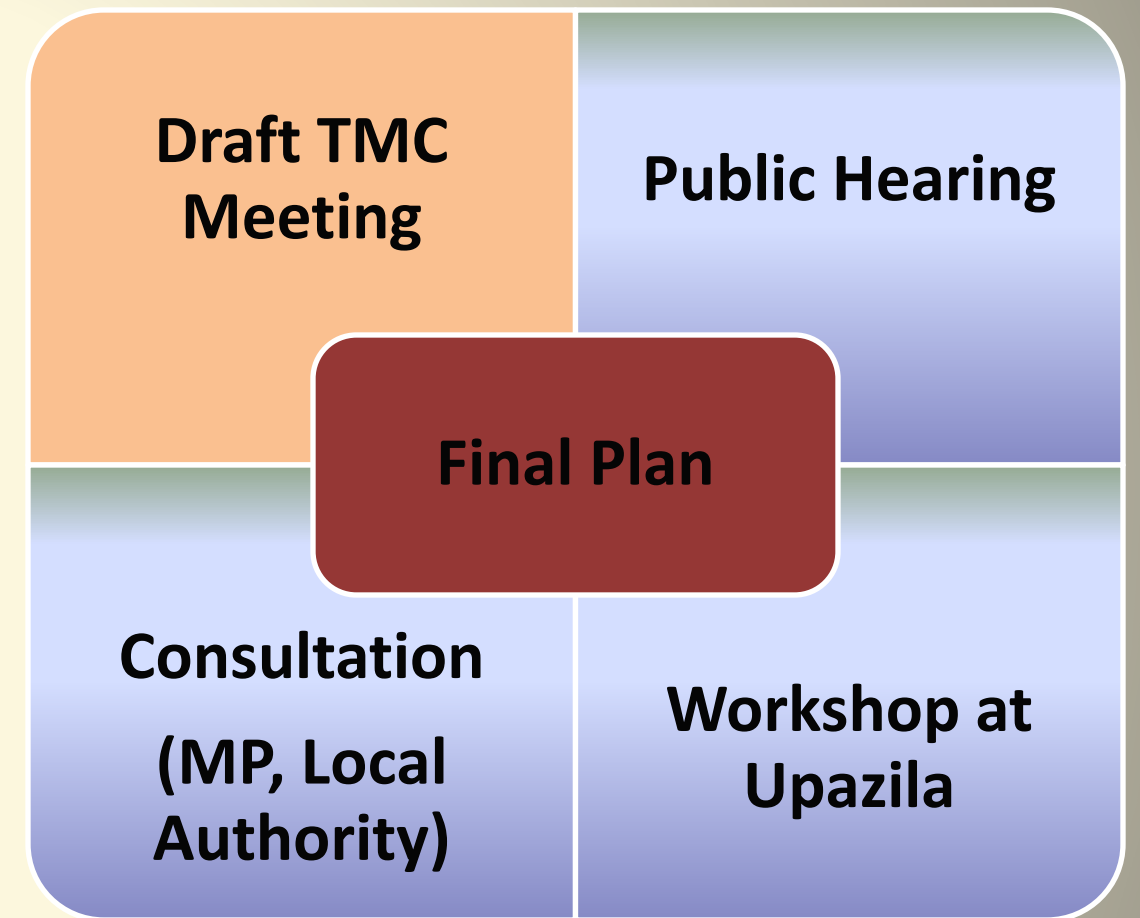 Draft TMC
Meeting
Public Hearing
Final Plan
Consultation
(MP, Local
Authority)
Workshop at
Upazila